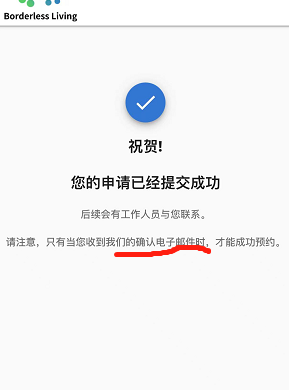 Borderless Living
祝贺!
您的申请已经提交成功
后续会有工作人员与您联系。
请注意，只有当您收到我们的确认电子邮件时，才能成功预约。